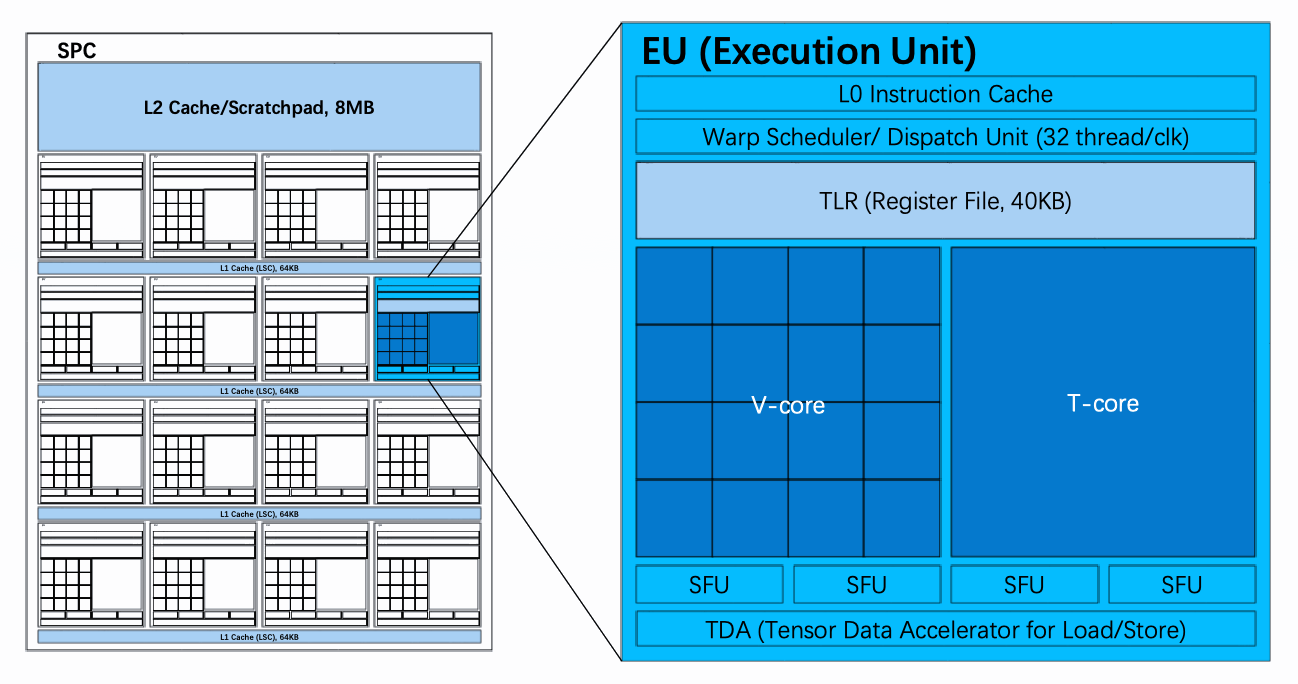 SPC
L2 Cache/Scratchpad, 8MB
L1 Cache (LSC), 64KB
L1 Cache (LSC), 64KB
L1 Cache (LSC), 64KB
L1 Cache (LSC), 64KB
EU (Execution Unit)
L0 Instruction Cache
Warp Scheduler/ Dispatch Unit (32 thread/clk)
TLR (Register File, 40KB)
V-core
T-core
SFU
SFU
SFU
SFU
TDA (Tensor Data Accelerator for Load/Store)